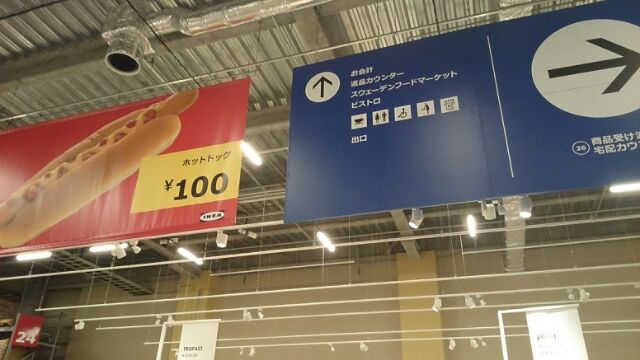 ホットドッグ
¥100
IKEA
お会計
返品カウンター
スウェーデンフードマーケット
ビストロ
出口
26 商品受け
宅配カウ
24
TROFAST